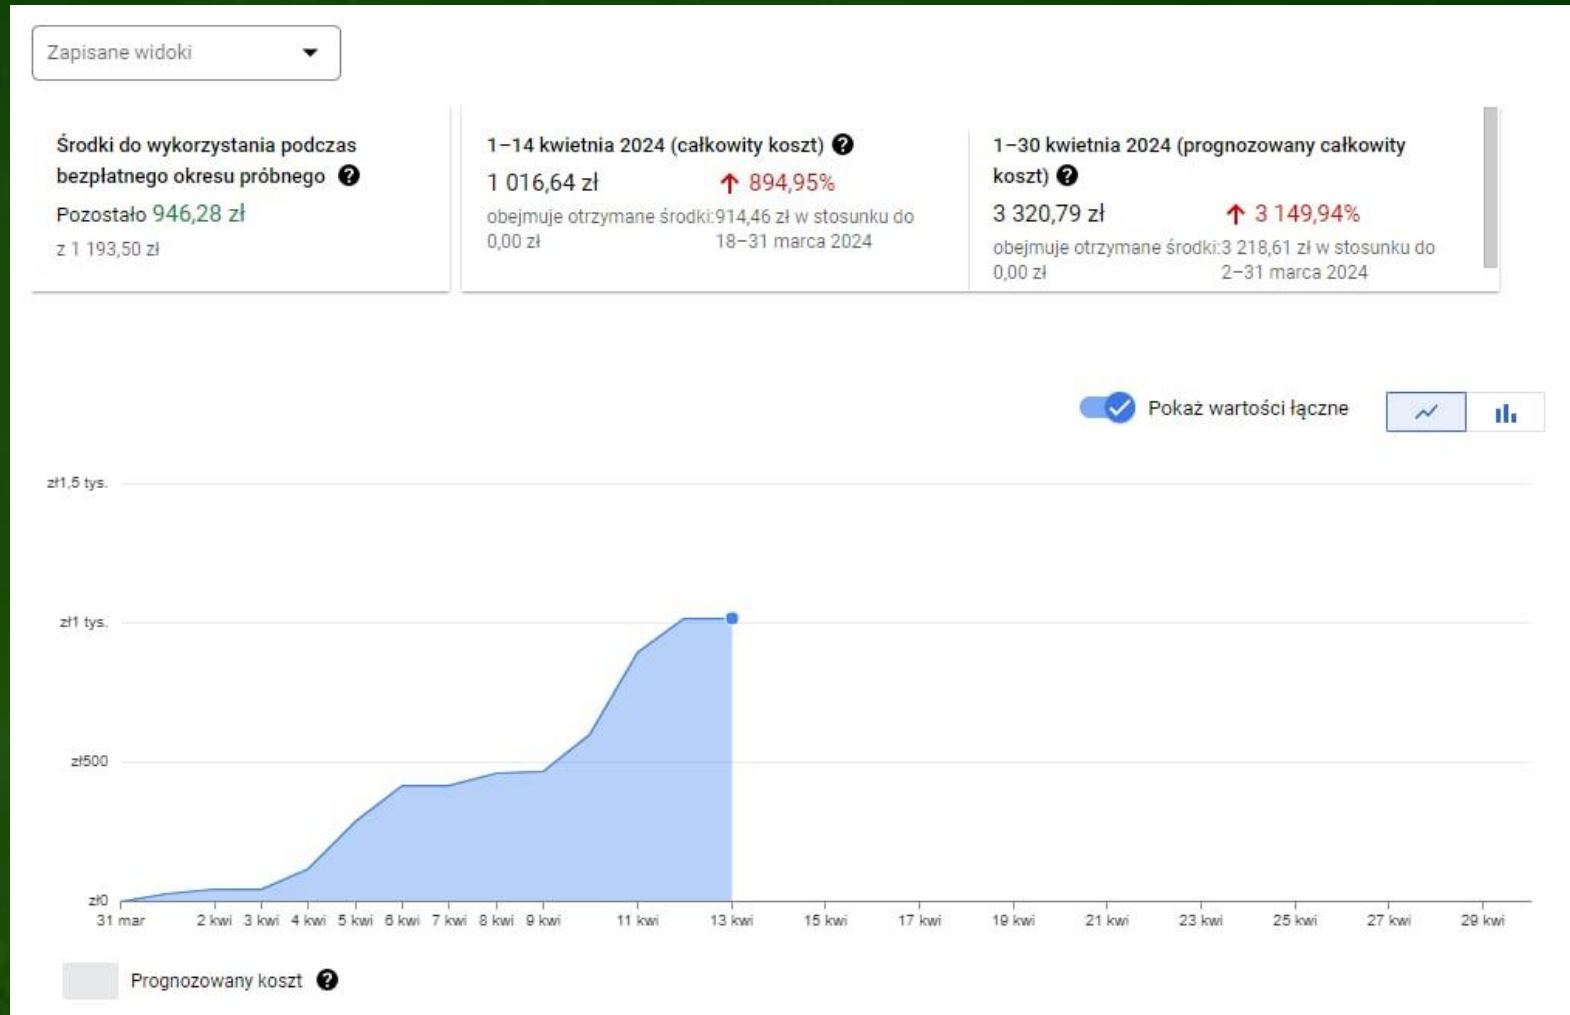 Zapisane widoki
Środki do wykorzystania podczas
bezpłatnego okresu próbnego ?
Pozostało 946,28 zł
z 1 193,50 zł
1–14 kwietnia 2024 (całkowity koszt) ?
1 016,64 zł
894,95%
obejmuje otrzymane środki:
0,00 zł
914,46 zł w stosunku do
18–31 marca 2024
1–30 kwietnia 2024 (prognozowany całkowity
koszt) ?
3 320,79 zł
3 149,94%
obejmuje otrzymane środki:
0,00 zł
3 218,61 zł w stosunku do
2–31 marca 2024
Pokaż wartości łączne
zł1,5 tys.
zł1 tys.
zł500
zł0
31 mar 2 kwi 3 kwi 4 kwi 5 kwi 6 kwi 7 kwi 8 kwi 9 kwi 11 kwi 13 kwi 15 kwi 17 kwi 19 kwi 21 kwi 23 kwi 25 kwi 27 kwi 29 kwi
Prognozowany koszt ?